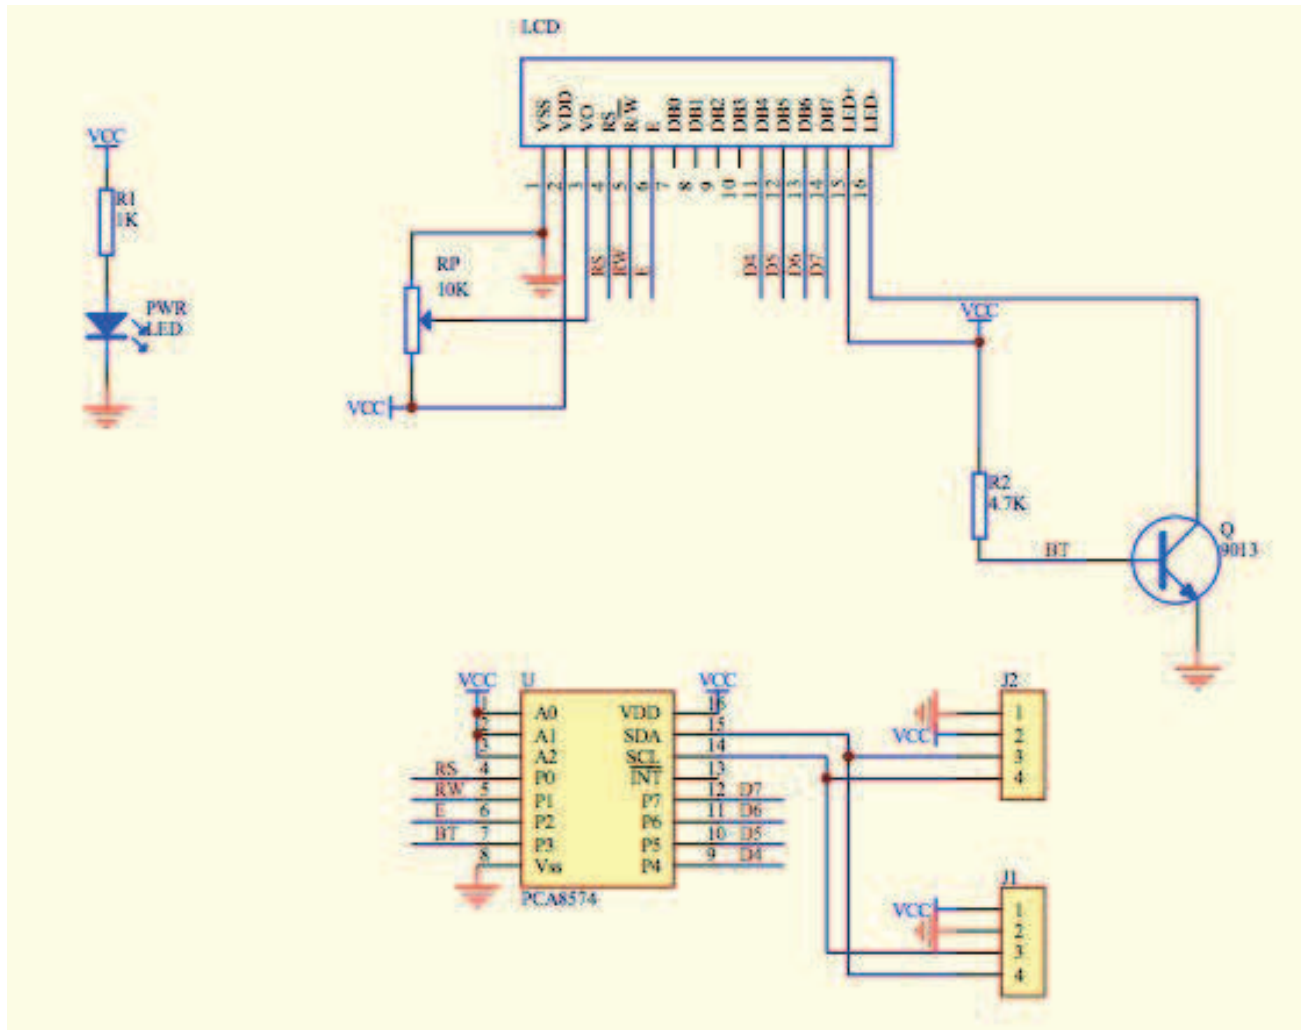 LCD
VSS
VDD
VO
RS
R/W
E
DB0
DB1
DB2
DB3
DB4
DB5
DB6
DB7
LED+
LED-
1
2
3
4
5
6
7
8
9
10
11
12
13
14
15
16
VCC
R1
1K
PWR
LED
RP
10K
VCC
RS
RW
E
D4
D5
D6
D7
VCC
R2
4.7K
BT
Q
9013
VCC
U
VCC
1 A0 VDD 16
2 A1 SDA 15
3 A2 SCL 14
RS 4 P0 INT 13
RW 5 P1 P7 12 D7
E 6 P2 P6 11 D6
BT 7 P3 P5 10 D5
8 Vss P4 9 D4
PCA8574
J2
1
VCC 2
3
4
J1
VCC 1
2
3
4